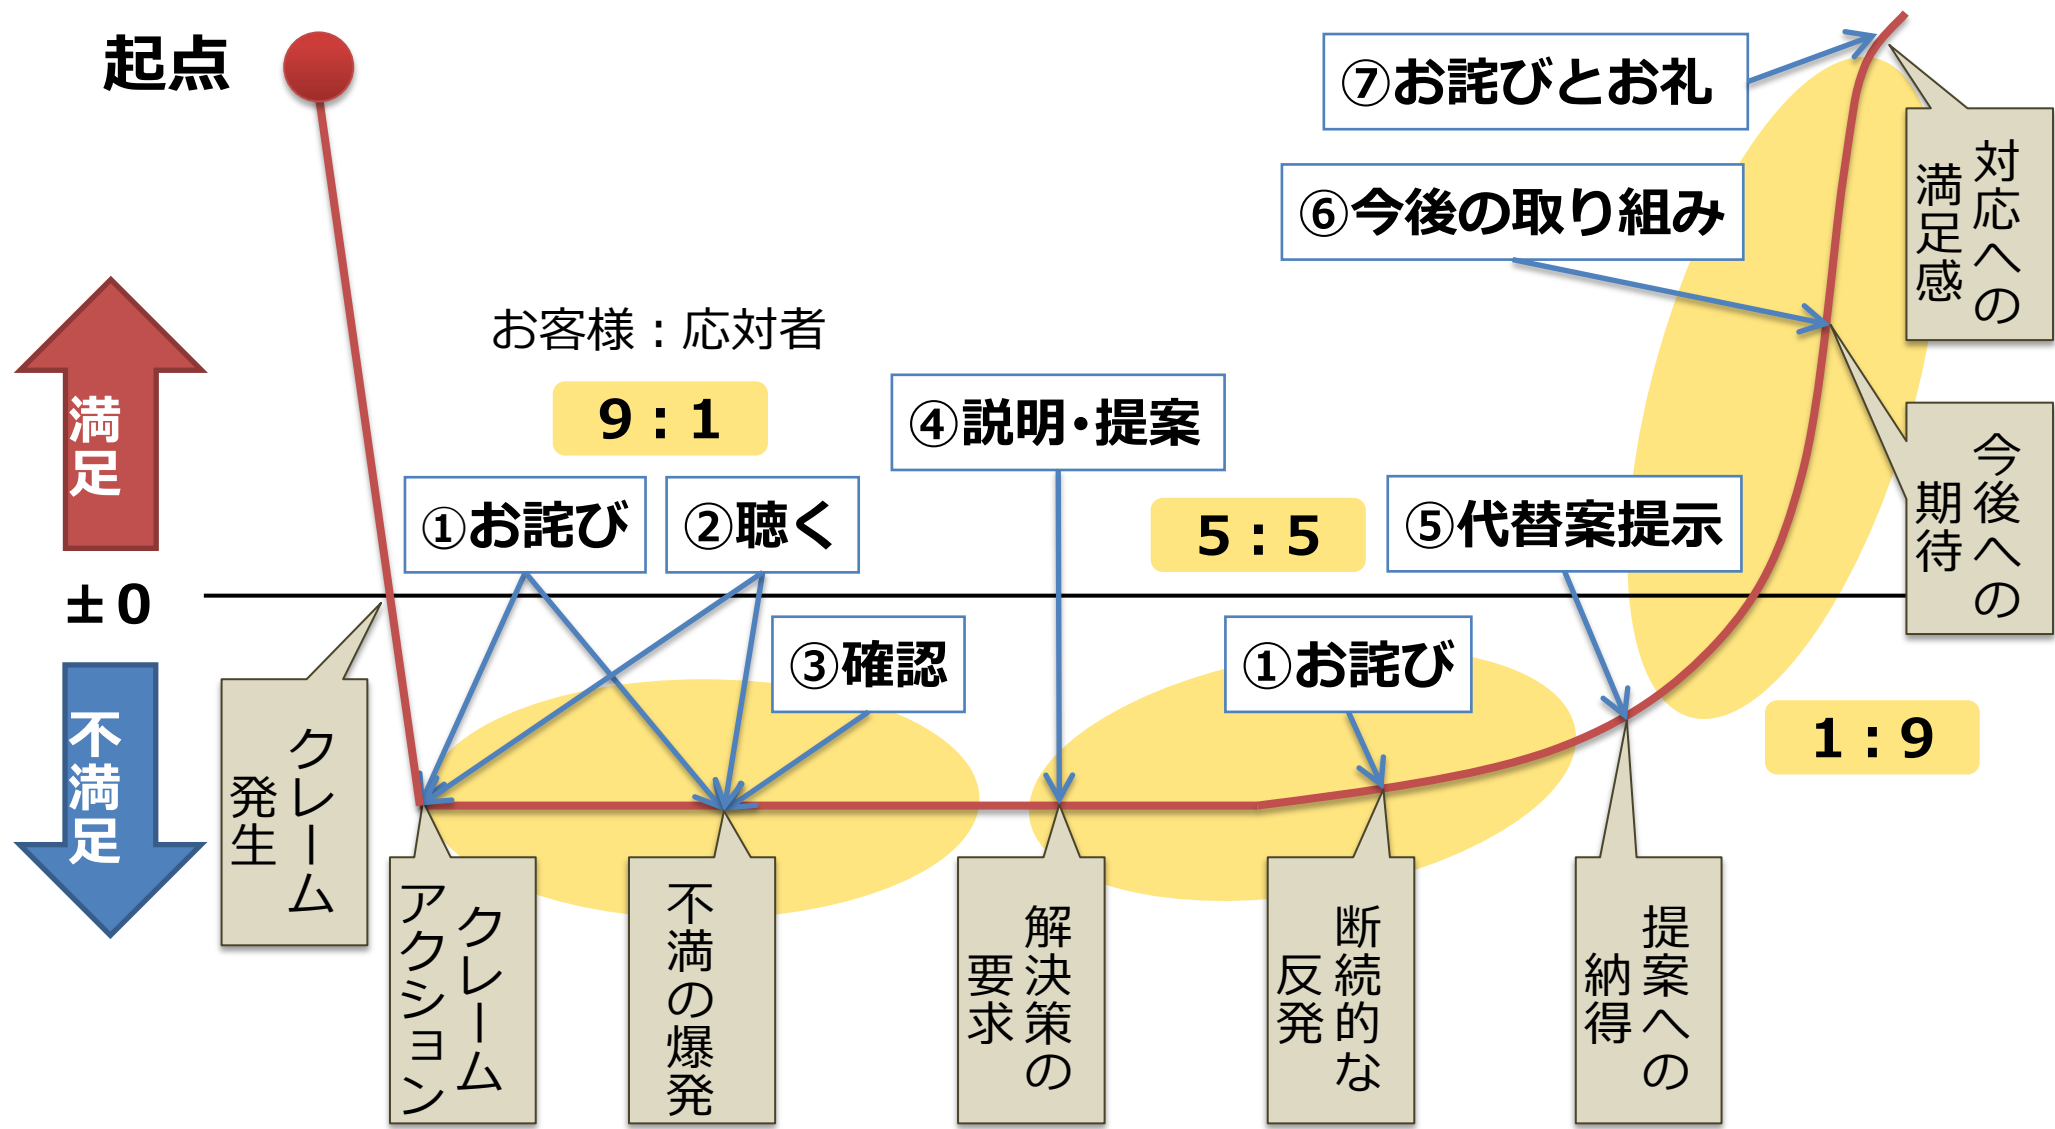 起点
満足
±0
不満足
お客様：応対者
9：1
①お詫び
②聴く
③確認
④説明・提案
5：5
①お詫び
⑤代替案提示
⑥今後の取り組み
⑦お詫びとお礼
1：9
クレーム
発生
クレーム
アクション
不満の爆発
解決策の
要求
断続的な
反発
提案への
納得
今後への
期待
対応への
満足感